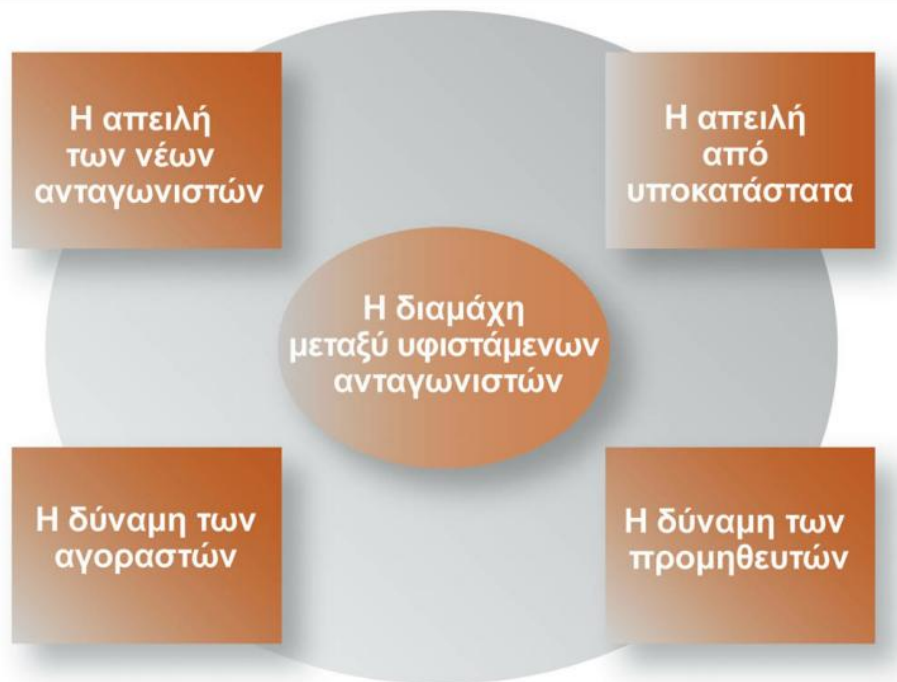 Η απειλή
των νέων
ανταγωνιστών
Η απειλή
από
υποκατάστατα
Η διαμάχη
μεταξύ υφιστάμενων
ανταγωνιστών
Η δύναμη των
αγοραστών
Η δύναμη των
προμηθευτών